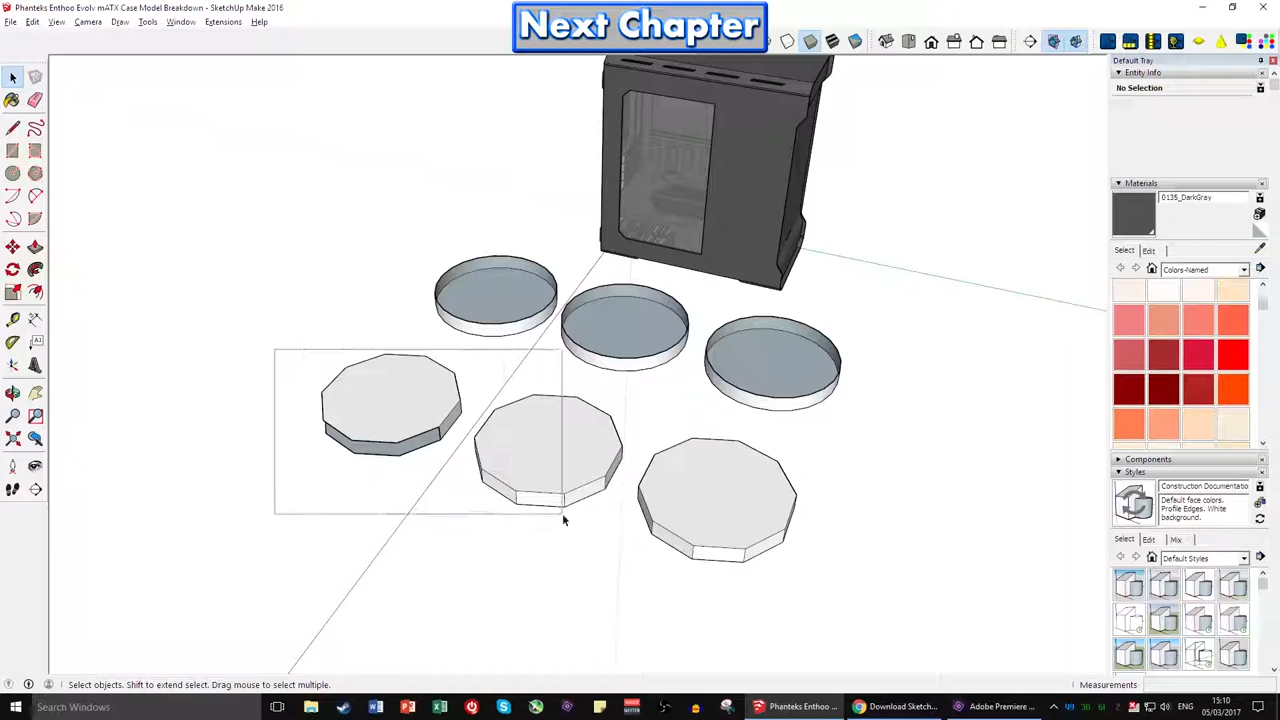 Phanteks Enthoo Evolv mATX Case Model Breakdown - SketchUp Make 2016
Next Chapter
File Edit View Camera Draw Tools Window Extensions Help
Default Tray
Entity Info
No Selection
Materials
0135_DarkGray
Select Edit
Colors-Named
Components
Styles
Construction Documentatio
Default face colors.
Profile Edges. White
background.
Select Edit Mix
Default Styles
Select objects. Shift to extend select. Drag mouse to select multiple.
Measurements
Search Windows
Phanteks Enthoo ...
Download Sketch...
Adobe Premiere ...
15:10
05/03/2017